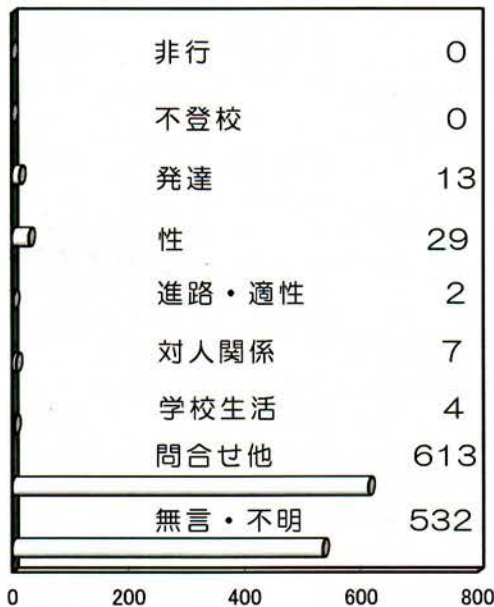 非行 0
不登校 0
発達 13
性 29
進路・適性 2
対人関係 7
学校生活 4
問合せ他 613
無言・不明 532
0 200 400 600 800